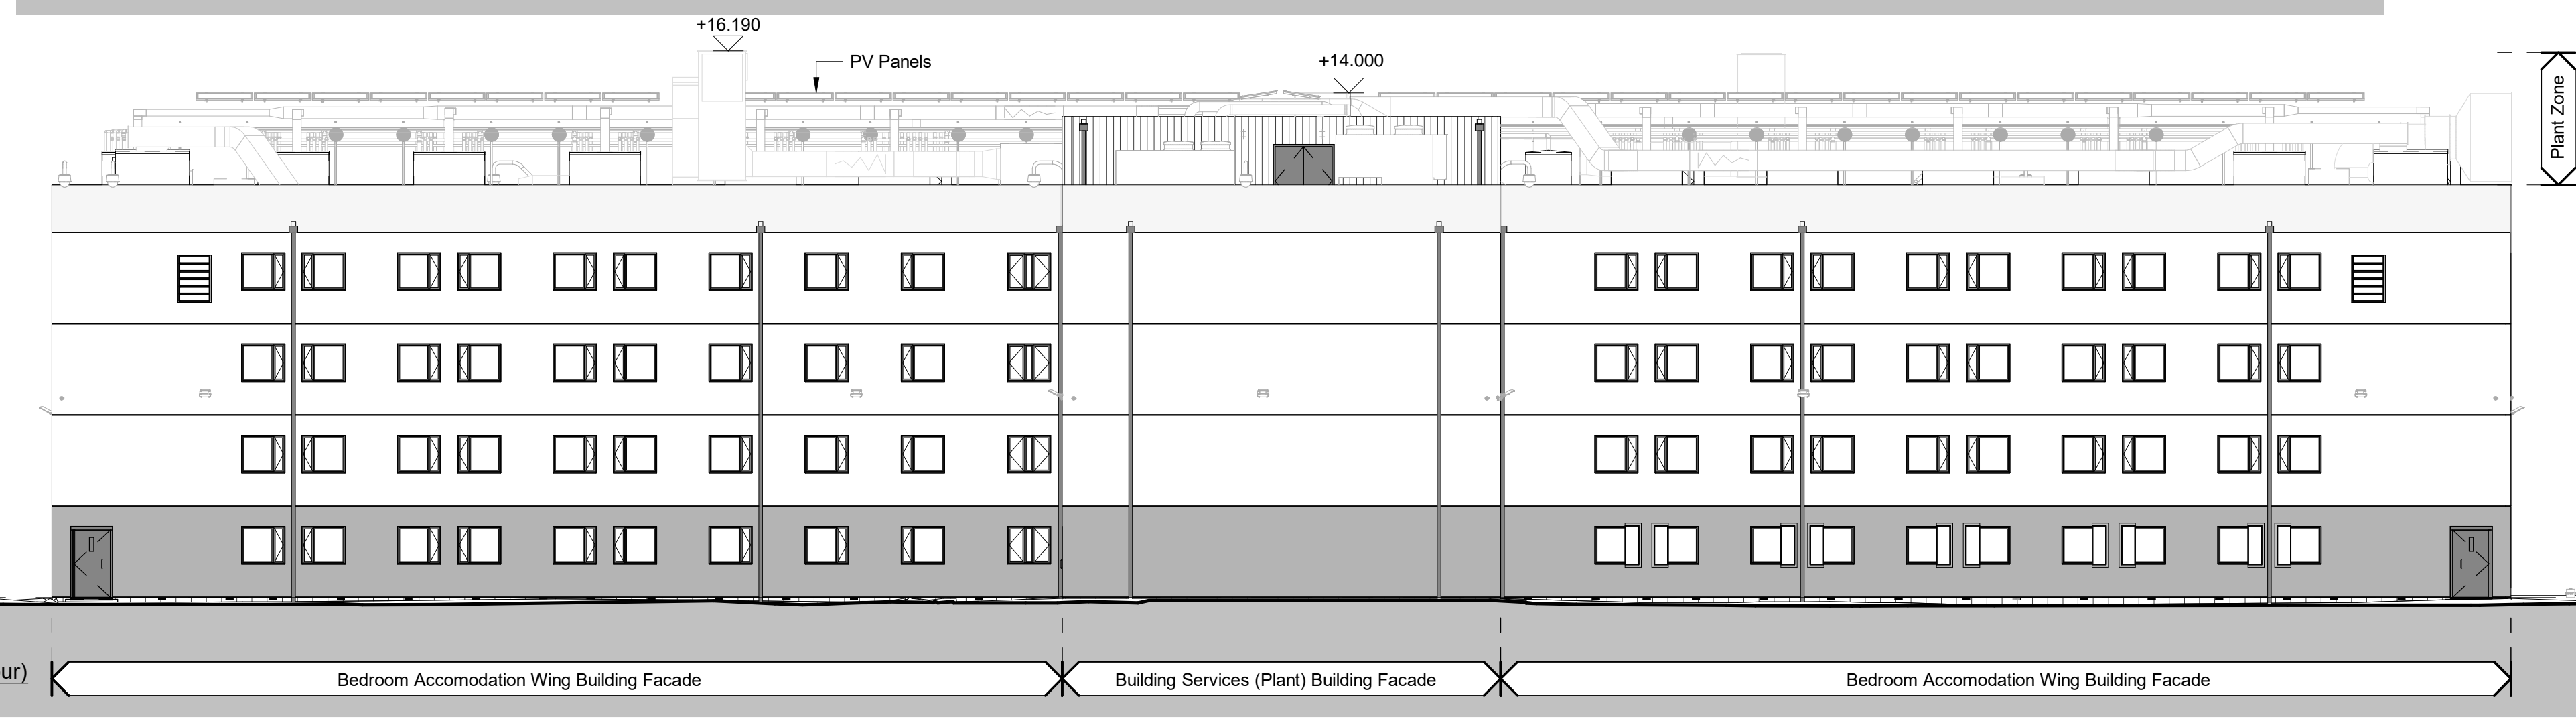 +16.190
PV Panels
+14.000
Plant Zone
ur)
Bedroom Accomodation Wing Building Facade
Building Services (Plant) Building Facade
Bedroom Accomodation Wing Building Facade